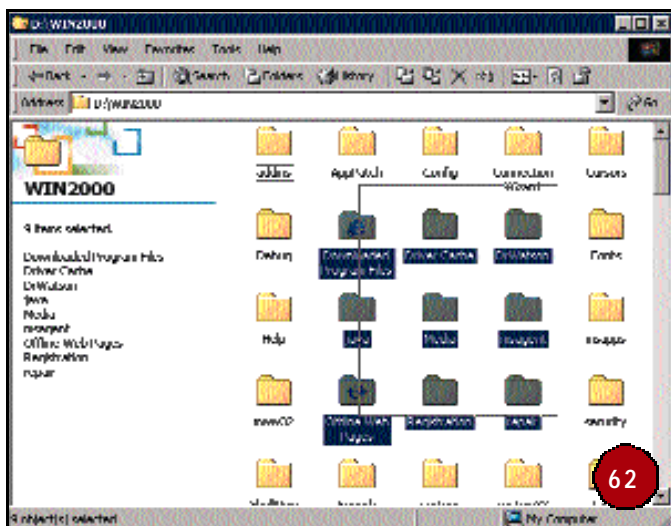 D:\WIN2000
File Edit View Favorites Tools Help
Back Search Folders History
Address D:\WIN2000 Go
WIN2000
9 items selected.
Downloaded Program Files
Driver Cache
DrWatson
java
Media
msagent
Offline Web Pages
Registration
repair
addins AppPatch Config Connection Wizard Cursors
Debug Downloaded Program Files Driver Cache DrWatson Fonts
Help java Media msagent msapps
mww32 Offline Web Pages Registration repair security
62
9 object(s) selected My Computer